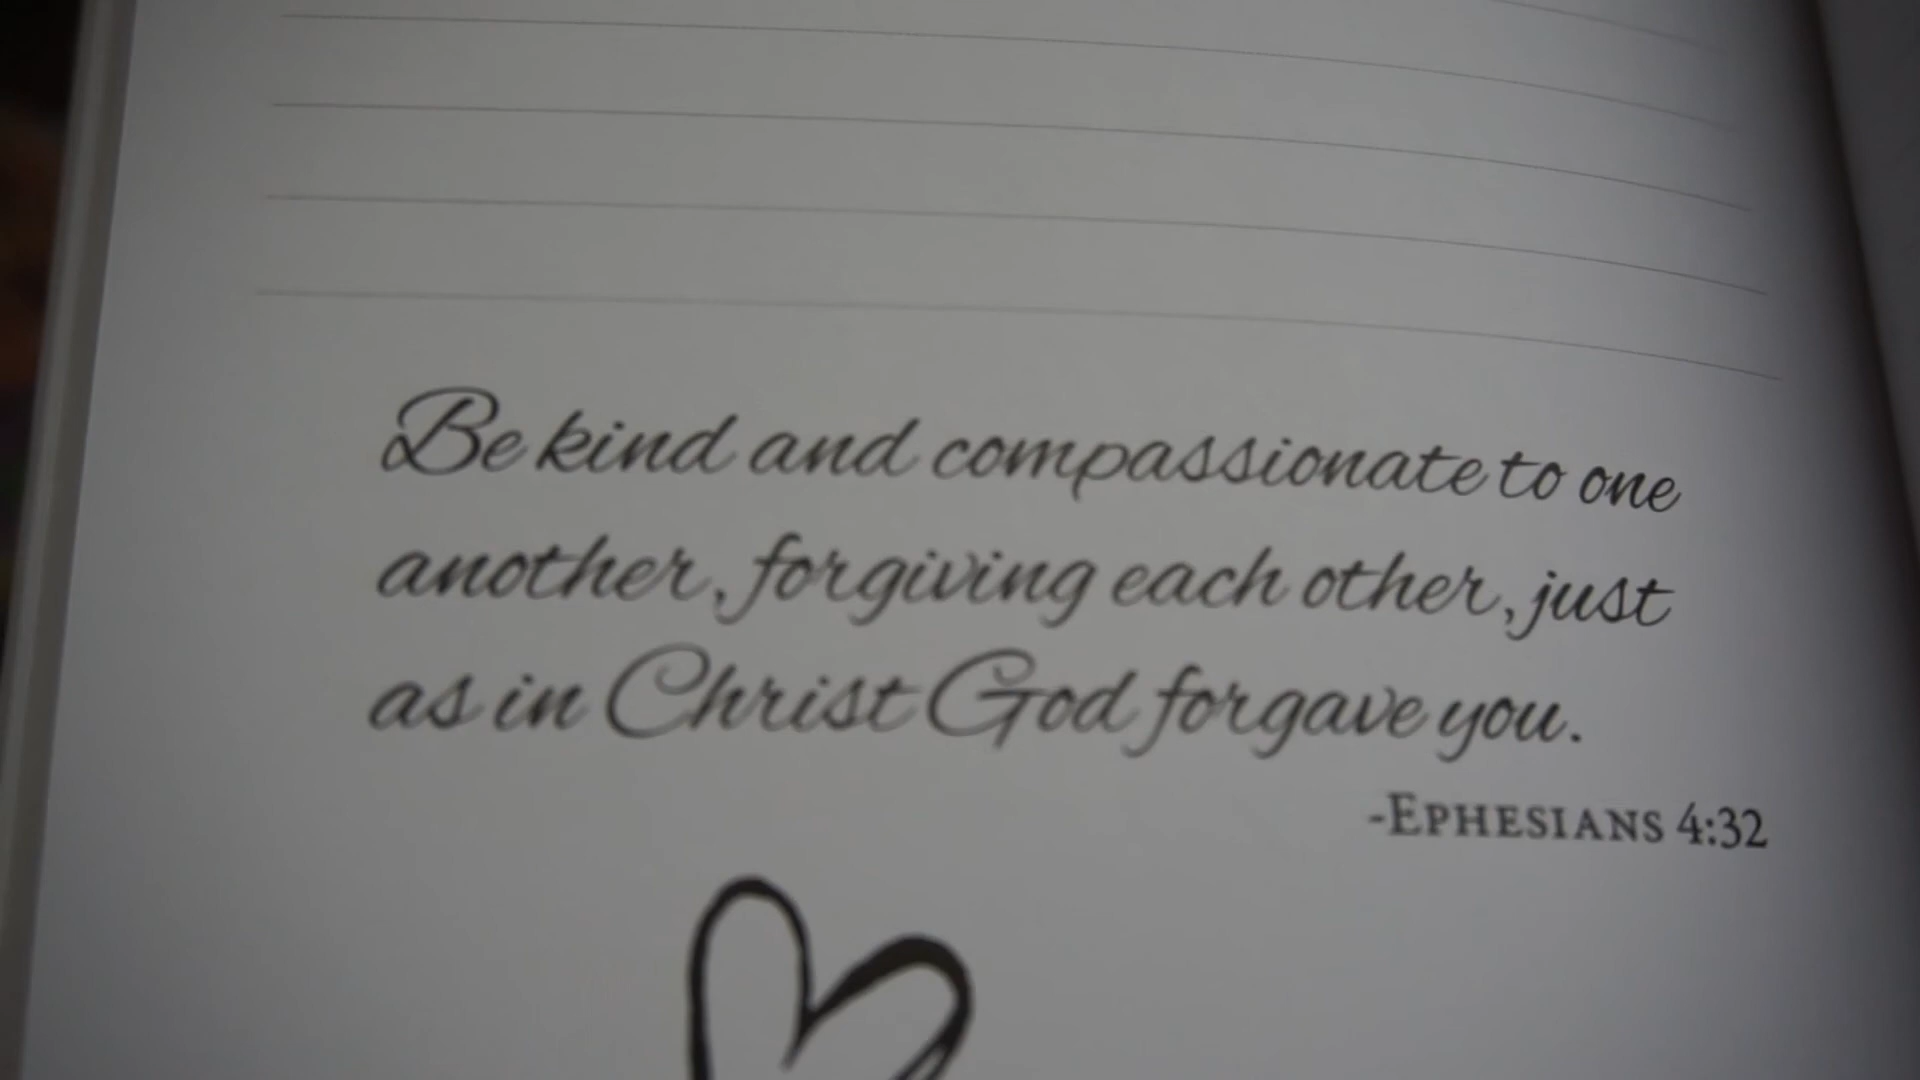 Be kind and compassionate to one
another, forgiving each other, just
as in Christ God forgave you.
-EPHESIANS 4:32